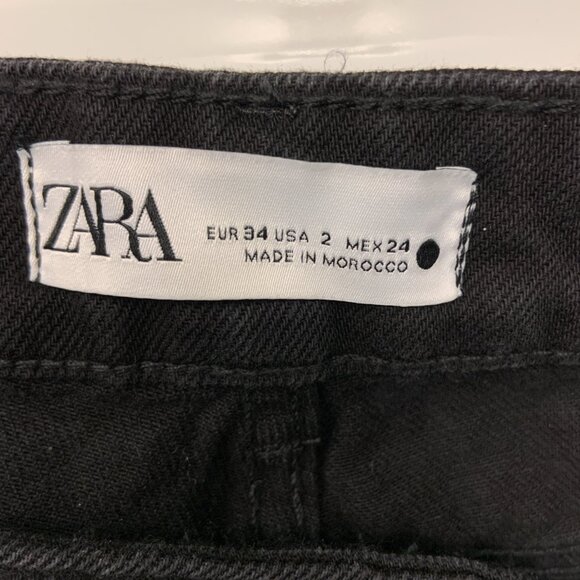 ZARA
EUR 34 USA 2 MEX 24
MADE IN MOROCCO